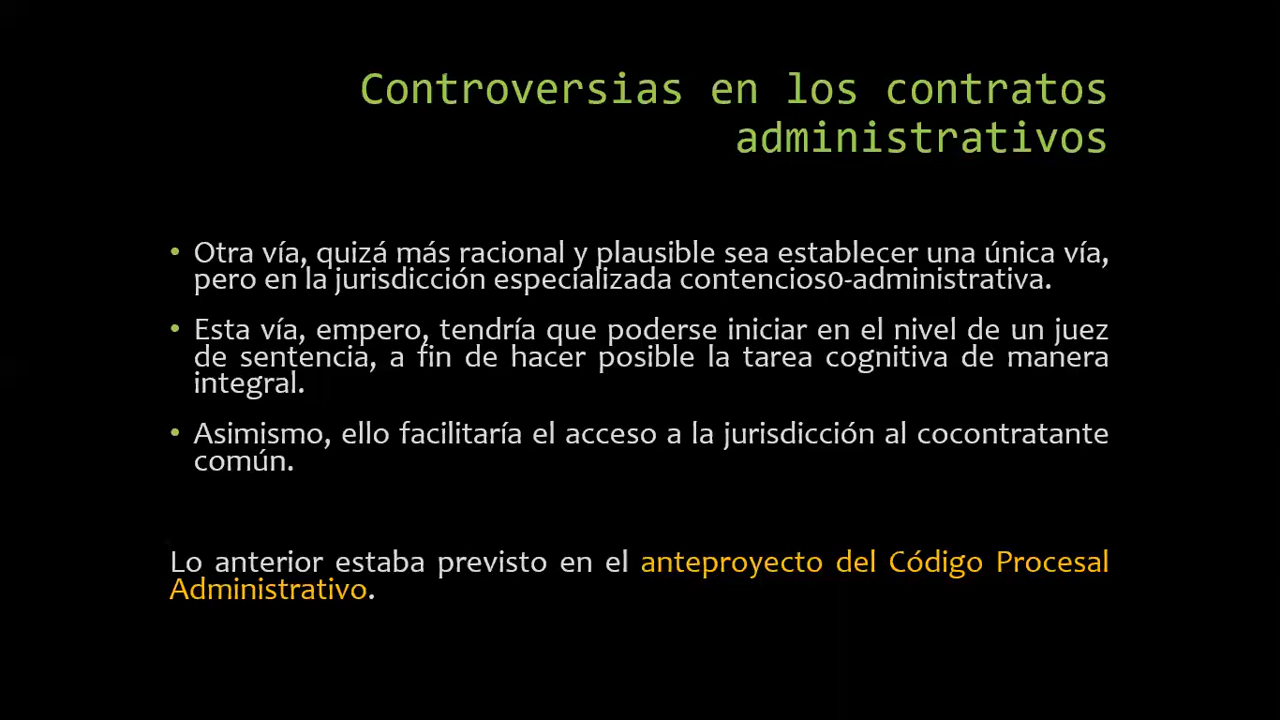 Controversias en los contratos
administrativos
• Otra vía, quizá más racional y plausible sea establecer una única vía,
pero en la jurisdicción especializada contencios0-administrativa.
• Esta vía, empero, tendría que poderse iniciar en el nivel de un juez
de sentencia, a fin de hacer posible la tarea cognitiva de manera
integral.
• Asimismo, ello facilitaría el acceso a la jurisdicción al cocontratante
común.
Lo anterior estaba previsto en el anteproyecto del Código Procesal
Administrativo.